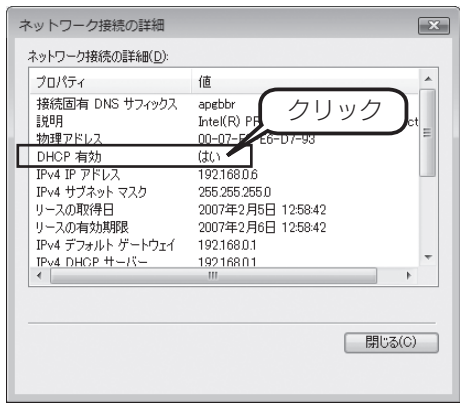 ネットワーク接続の詳細
ネットワーク接続の詳細(D):
プロパティ 値
接続固有 DNS サフィックス apgbbr
説明 Intel(R) PR ct
物理アドレス 00-07- E6-D7-93
DHCP 有効 はい
IPv4 IP アドレス 192.168.0.6
IPv4 サブネット マスク 255.255.255.0
リースの取得日 2007年2月5日 12:58:42
リースの有効期限 2007年2月6日 12:58:42
IPv4 デフォルト ゲートウェイ 192.168.0.1
IPv4 DHCP サーバー 192.168.0.1
クリック
閉じる(C)